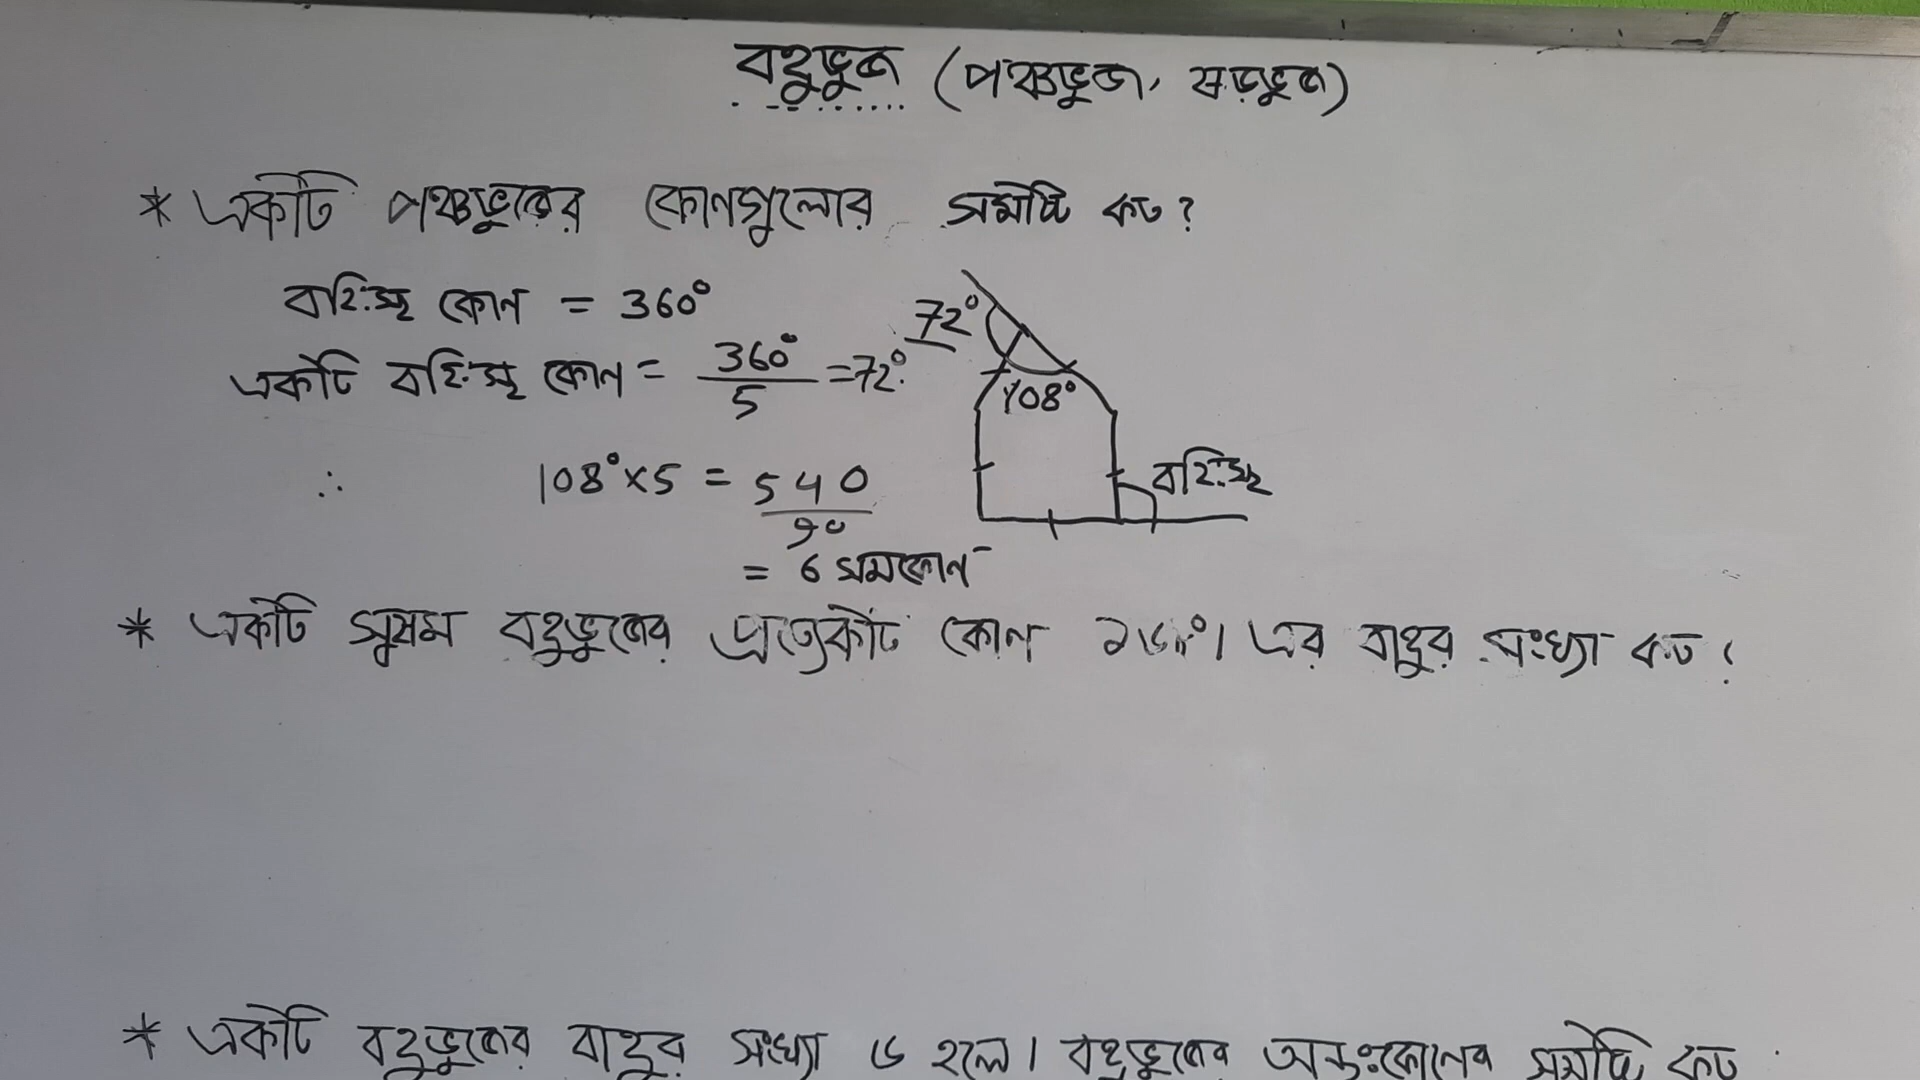 বহুভুজ (পঞ্চভুজ, ষড়ভুজ)
* একটি পঞ্চভুজের কোণগুলোর সমষ্টি কত?
বহিঃস্থ কোণ = 360°
একটি বহিঃস্থ কোণ = 360°/5 = 72°
72°
108°
∴ 108° × 5 = 540/90
বহিঃস্থ
= 6 সমকোণ
* একটি সুষম বহুভুজের প্রত্যেকটি কোণ এর বাহুর সংখ্যা কত?
* একটি বহুভুজের বাহুর সংখ্যা ৬ হলে। বহুভুজের অন্তঃকোণের সমষ্টি কত